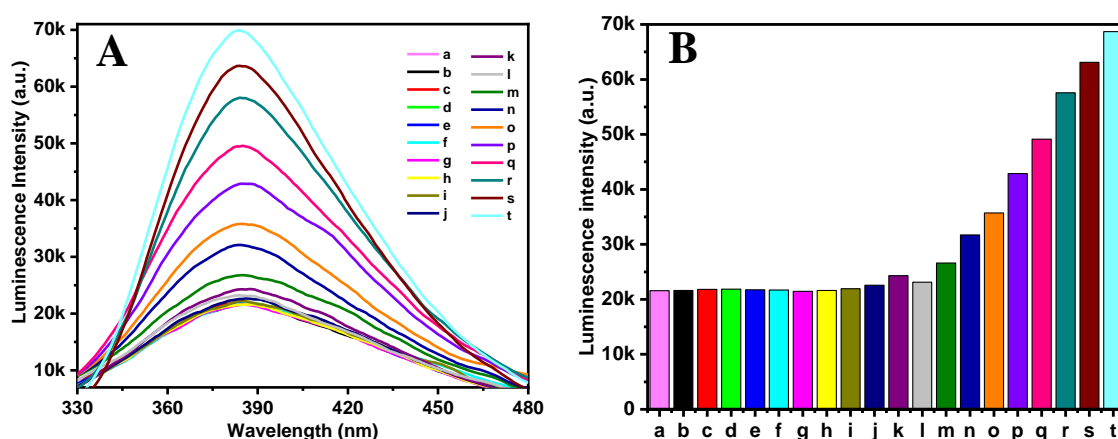 A
Luminescence Intensity (a.u.)
70k
60k
50k
40k
30k
20k
10k
330 360 390 420 450 480
Wavelength (nm)
a k
b l
c m
d n
e o
f p
g q
h r
i s
j t
B
Luminescence intensity (a.u.)
70k
60k
50k
40k
30k
20k
10k
0
a b c d e f g h i j k l m n o p q r s t